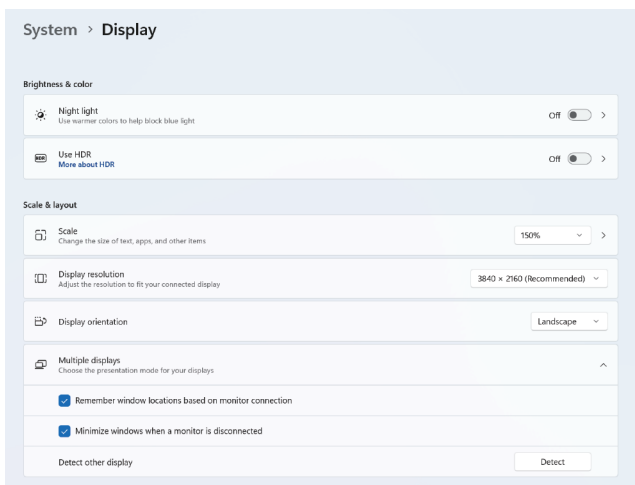 System > Display
Brightness & color
Night light
Use warmer colors to help block blue light
Off
HDR
Use HDR
More about HDR
Off
Scale & layout
Scale
Change the size of text, apps, and other items
150%
Display resolution
Adjust the resolution to fit your connected display
3840 × 2160 (Recommended)
Display orientation
Landscape
Multiple displays
Choose the presentation mode for your displays
Remember window locations based on monitor connection
Minimize windows when a monitor is disconnected
Detect other display
Detect